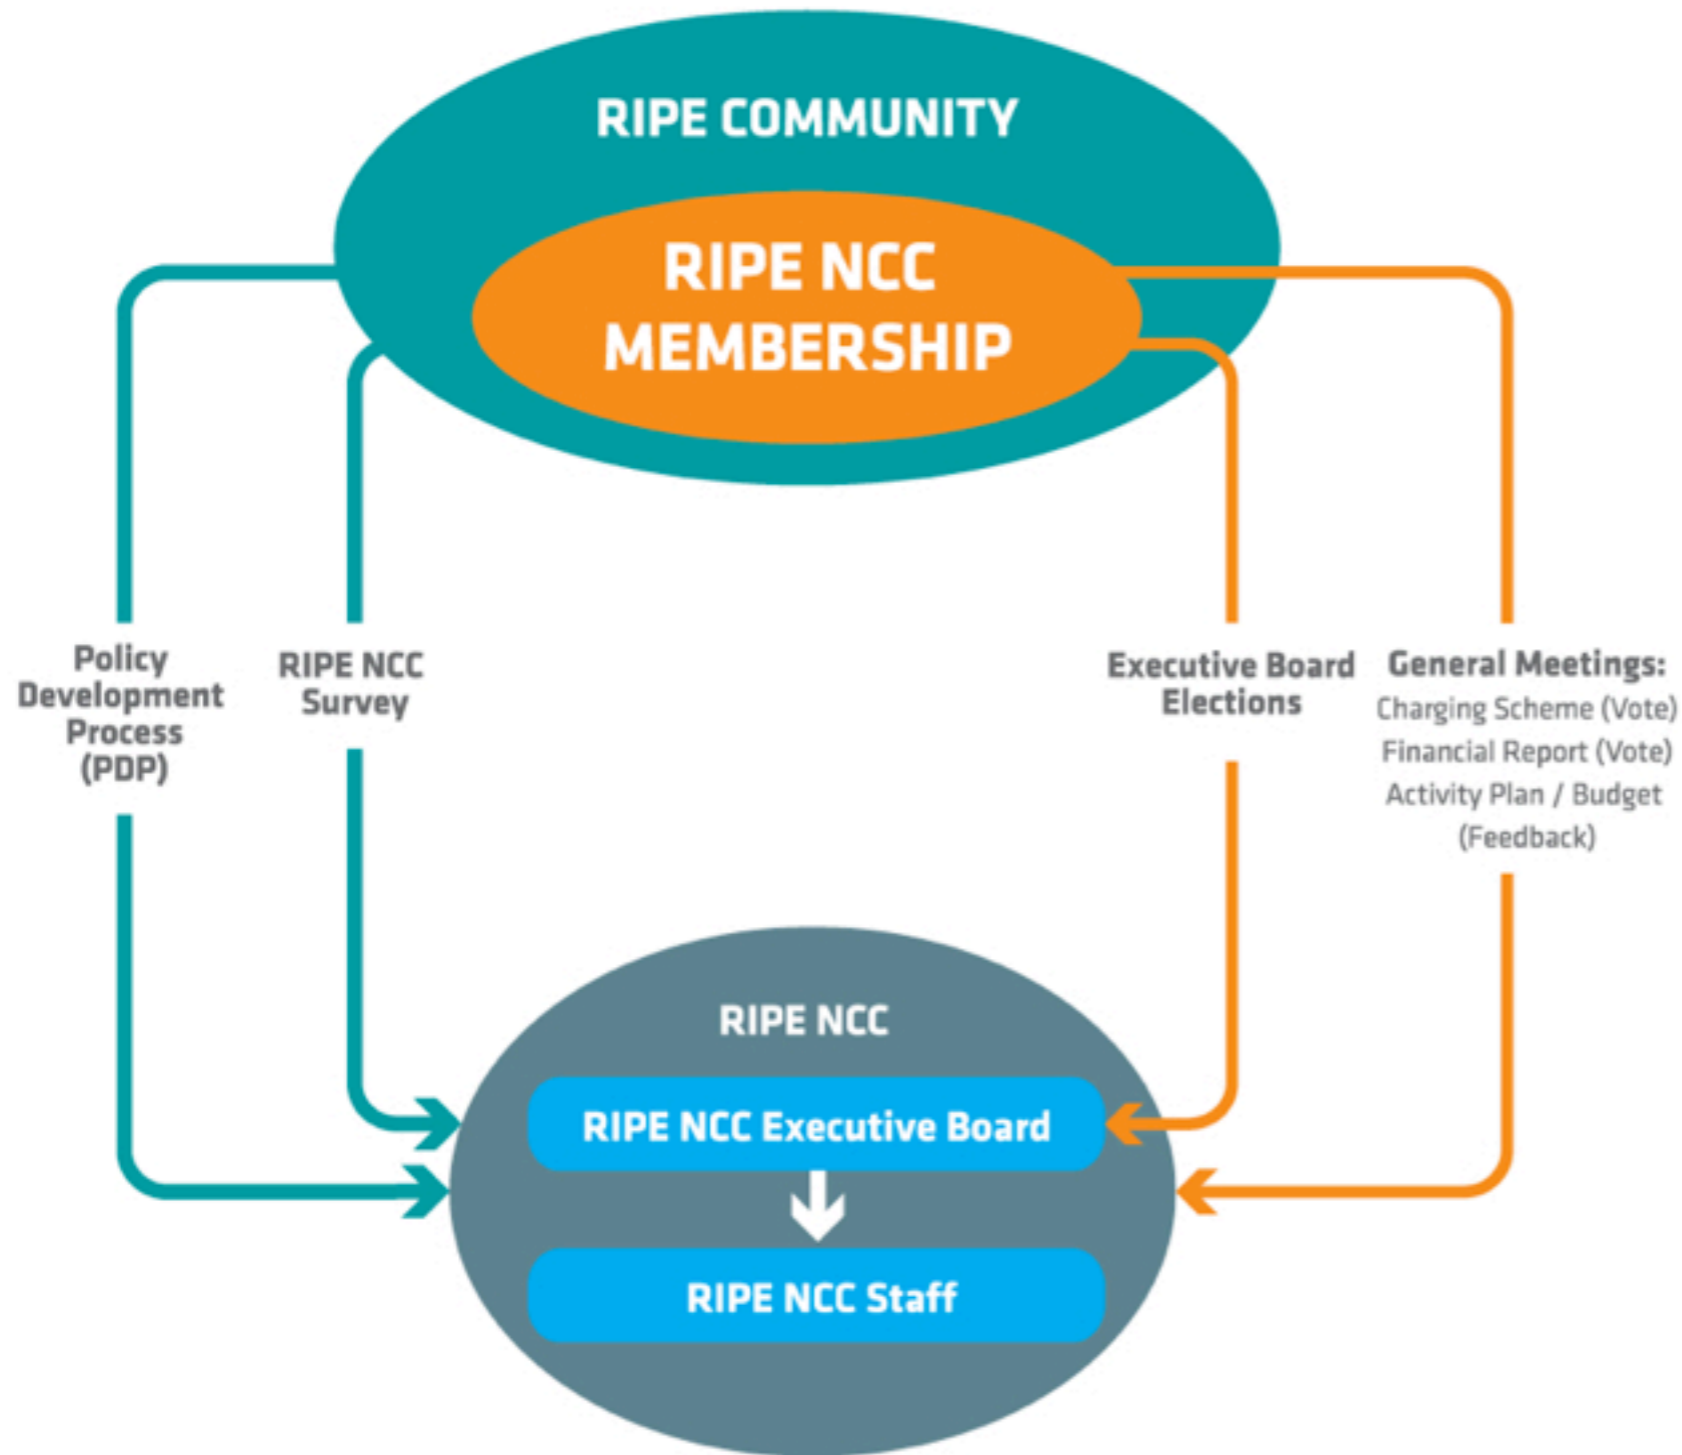 RIPE COMMUNITY
RIPE NCC
MEMBERSHIP
Policy
Development
Process
(PDP)
RIPE NCC
Survey
Executive Board
Elections
General Meetings:
Charging Scheme (Vote)
Financial Report (Vote)
Activity Plan / Budget
(Feedback)
RIPE NCC
RIPE NCC Executive Board
RIPE NCC Staff